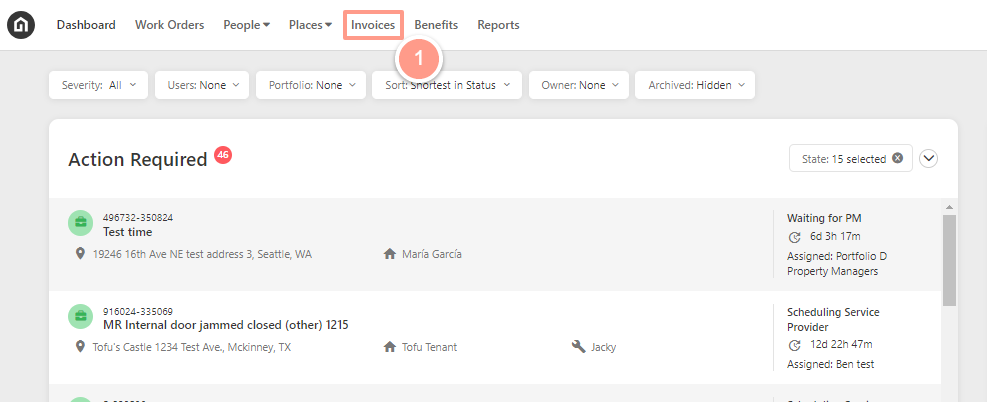 Dashboard Work Orders People Places Invoices Benefits Reports
1
Severity: All Users: None Portfolio: None Sort: Shortest in Status Owner: None Archived: Hidden
Action Required 46 State: 15 selected
496732-350824
Test time
19246 16th Ave NE test address 3, Seattle, WA María García
Waiting for PM
6d 3h 17m
Assigned: Portfolio D
Property Managers
916024-335069
MR Internal door jammed closed (other) 1215
Tofu's Castle 1234 Test Ave., Mckinney, TX Tofu Tenant Jacky
Scheduling Service
Provider
12d 22h 47m
Assigned: Ben test